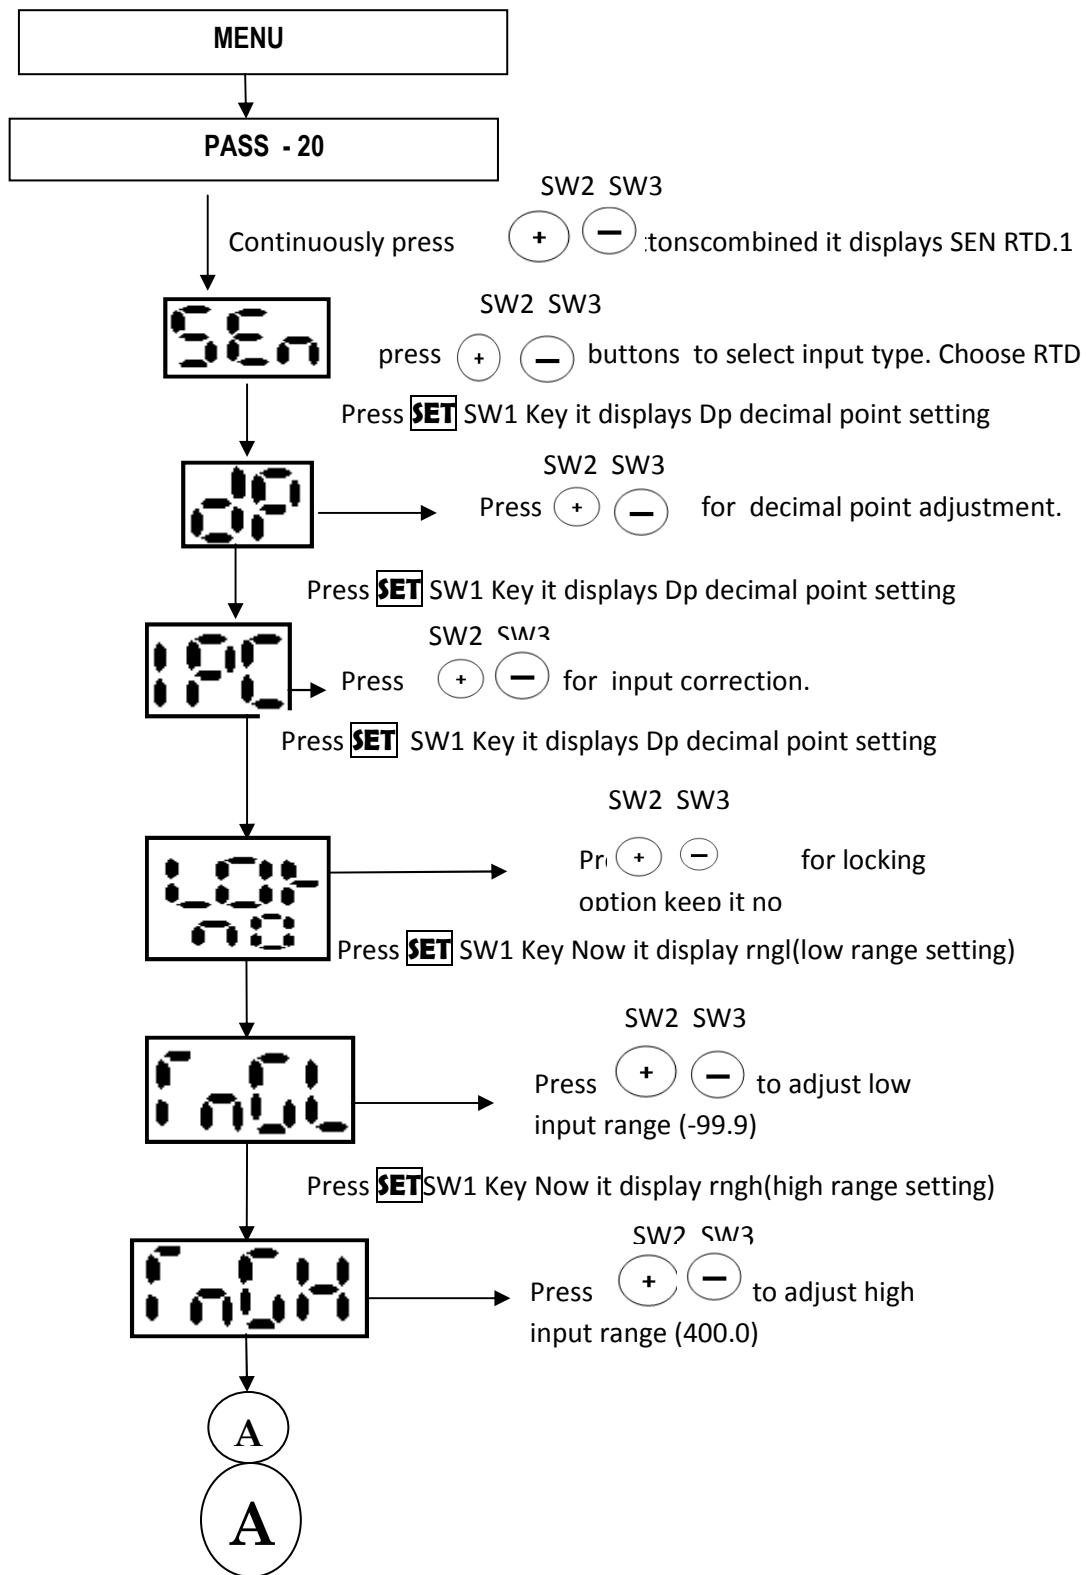 MENU
PASS - 20
SW2 SW3
Continuously press + − tonscombined it displays SEN RTD.1
SEn
SW2 SW3
press + − buttons to select input type. Choose RTD
Press SET SW1 Key it displays Dp decimal point setting
dP
SW2 SW3
Press + − for decimal point adjustment.
Press SET SW1 Key it displays Dp decimal point setting
IPC
SW2 SW3
Press + − for input correction.
Press SET SW1 Key it displays Dp decimal point setting
SW2 SW3
LOK
no
+ − for locking
option keep it no
Press SET SW1 Key Now it display rngl(low range setting)
SW2 SW3
rnGL
Press + − to adjust low
input range (-99.9)
Press SET SW1 Key Now it display rngh(high range setting)
SW2 SW3
rnGH
Press + − to adjust high
input range (400.0)
A
A